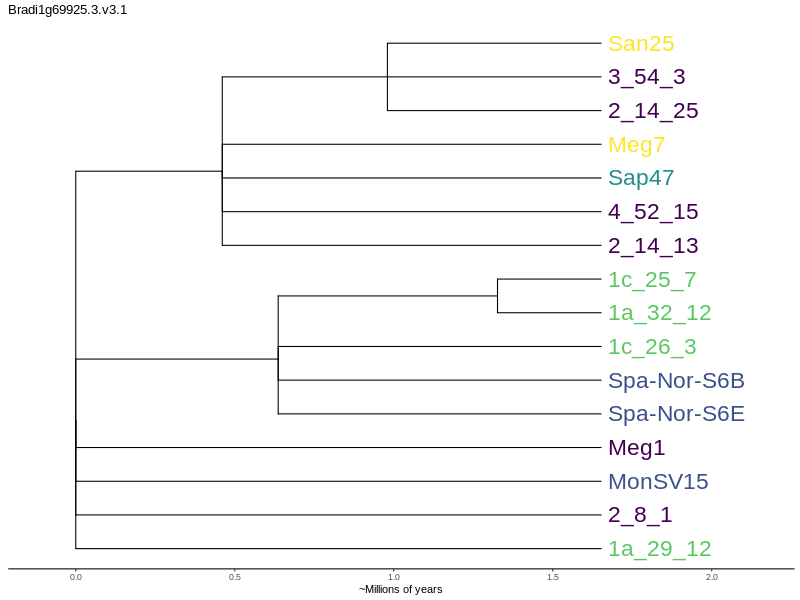 Bradi1g69925.3.v3.1
San25
3_54_3
2_14_25
Meg7
Sap47
4_52_15
2_14_13
1c_25_7
1a_32_12
1c_26_3
Spa-Nor-S6B
Spa-Nor-S6E
Meg1
MonSV15
2_8_1
1a_29_12
0.0 0.5 1.0 1.5 2.0
~Millions of years